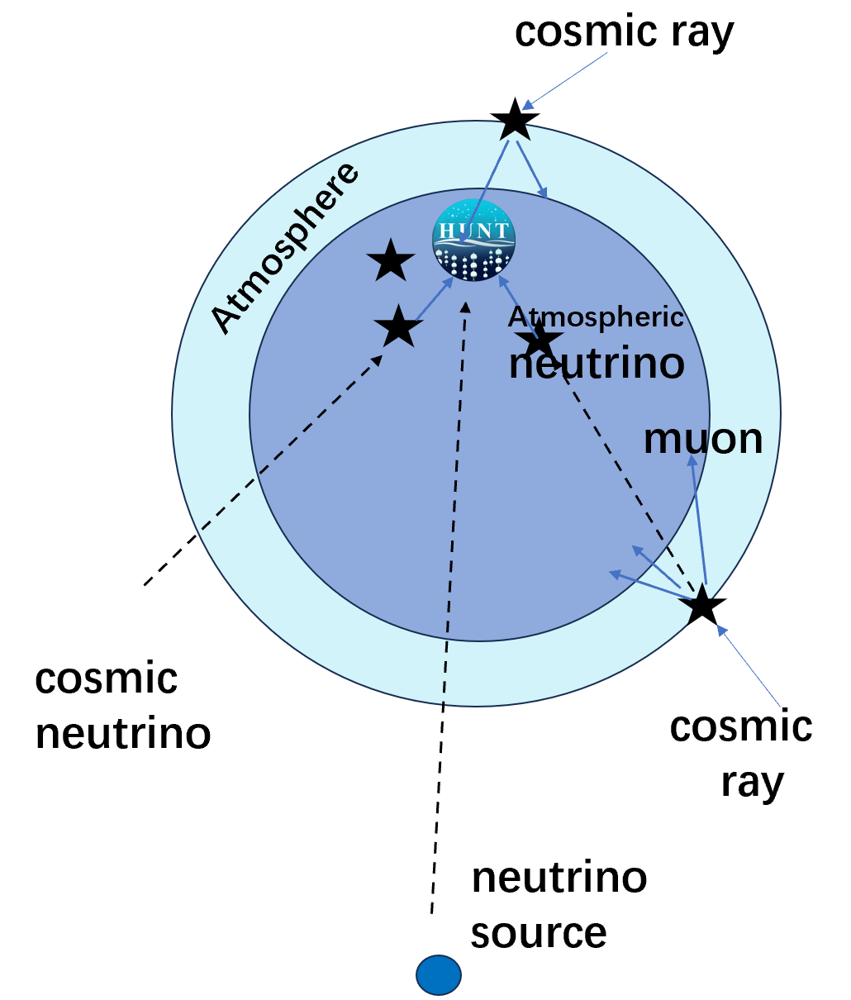 cosmic ray
Atmosphere
HUNT
Atmospheric
neutrino
muon
cosmic
neutrino
cosmic
ray
neutrino
source